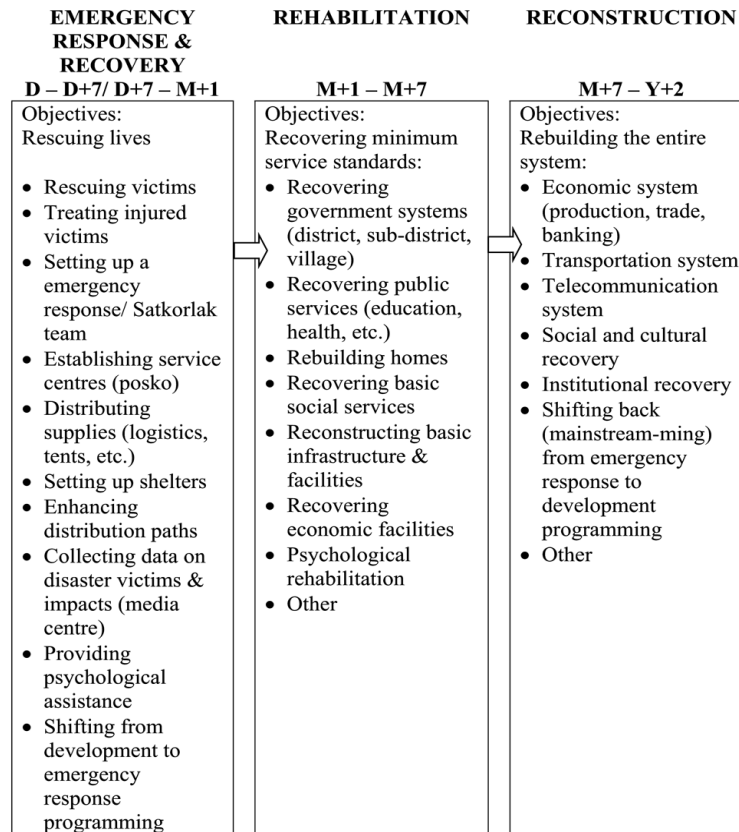 EMERGENCY
RESPONSE &
RECOVERY
D – D+7/ D+7 – M+1
Objectives:
Rescuing lives
• Rescuing victims
• Treating injured
victims
• Setting up a
emergency
response/ Satkorlak
team
• Establishing service
centres (posko)
• Distributing
supplies (logistics,
tents, etc.)
• Setting up shelters
• Enhancing
distribution paths
• Collecting data on
disaster victims &
impacts (media
centre)
• Providing
psychological
assistance
• Shifting from
development to
emergency
response
programming
REHABILITATION
M+1 – M+7
Objectives:
Recovering minimum
service standards:
• Recovering
government systems
(district, sub-district,
village)
• Recovering public
services (education,
health, etc.)
• Rebuilding homes
• Recovering basic
social services
• Reconstructing basic
infrastructure &
facilities
• Recovering
economic facilities
• Psychological
rehabilitation
• Other
RECONSTRUCTION
M+7 – Y+2
Objectives:
Rebuilding the entire
system:
• Economic system
(production, trade,
banking)
• Transportation system
• Telecommunication
system
• Social and cultural
recovery
• Institutional recovery
• Shifting back
(mainstream-ming)
from emergency
response to
development
programming
• Other